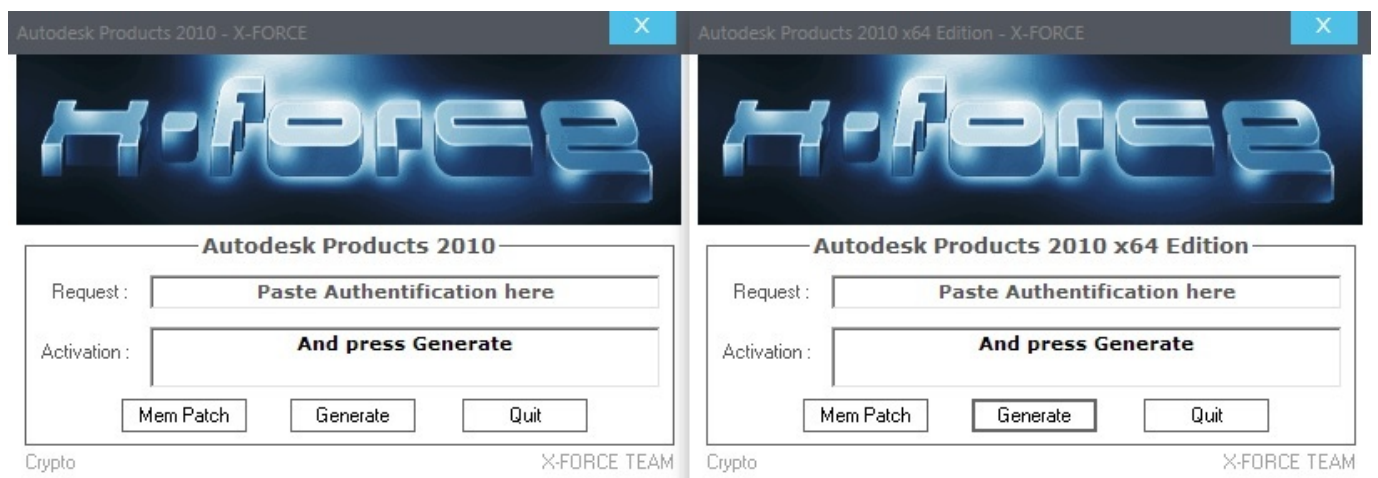 Autodesk Products 2010 - X-FORCE
X
x-force
Autodesk Products 2010
Request :
Paste Authentification here
Activation :
And press Generate
Mem Patch
Generate
Quit
Crypto
X-FORCE TEAM
Autodesk Products 2010 x64 Edition - X-FORCE
X
x-force
Autodesk Products 2010 x64 Edition
Request :
Paste Authentification here
Activation :
And press Generate
Mem Patch
Generate
Quit
Crypto
X-FORCE TEAM